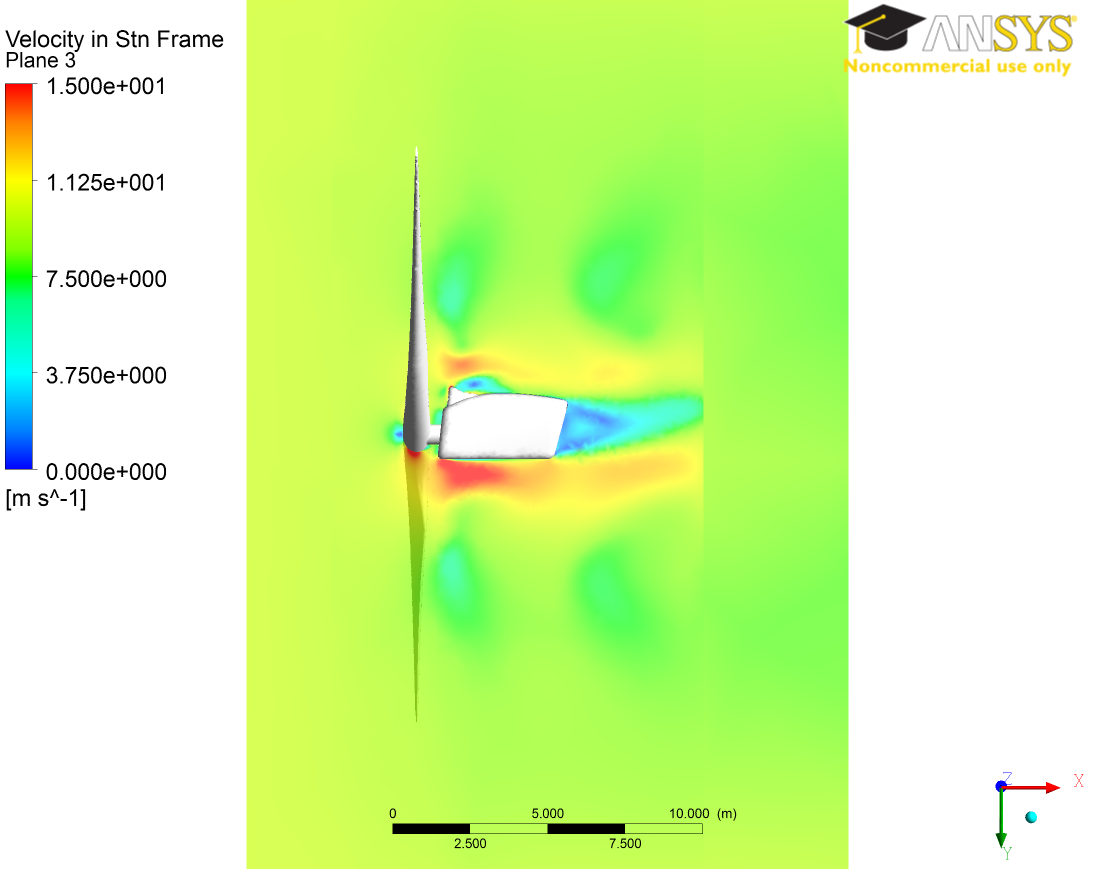 Velocity in Stn Frame
Plane 3
1.500e+001
1.125e+001
7.500e+000
3.750e+000
0.000e+000
[m s^-1]
ANSYS
Noncommercial use only
0 5.000 10.000 (m)
2.500 7.500
Z
X
Y